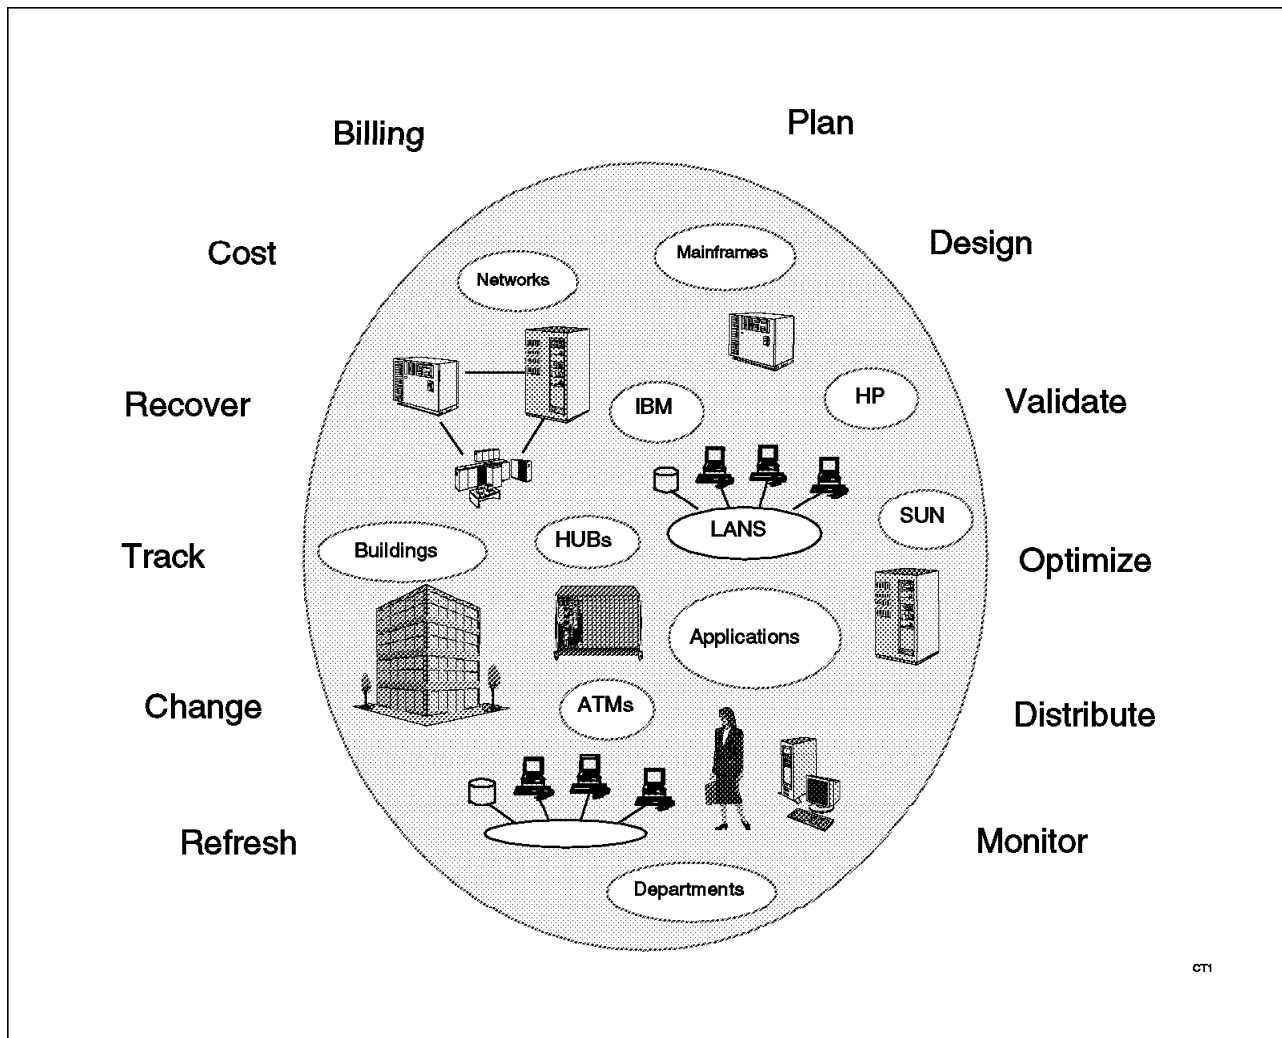 Billing
Plan
Cost
Design
Networks
Mainframes
Recover
IBM
HP
Validate
Track
Buildings
HUBs
LANS
SUN
Optimize
Applications
Change
ATMs
Distribute
Refresh
Monitor
Departments
CT1